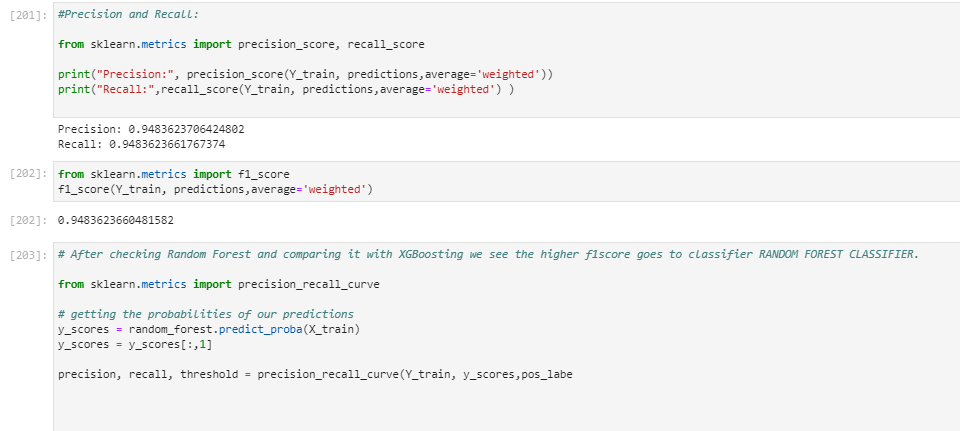 [201]: #Precision and Recall:
from sklearn.metrics import precision_score, recall_score
print("Precision:", precision_score(Y_train, predictions,average='weighted'))
print("Recall:",recall_score(Y_train, predictions,average='weighted') )
Precision: 0.9483623706424802
Recall: 0.9483623661767374
[202]: from sklearn.metrics import f1_score
f1_score(Y_train, predictions,average='weighted')
[202]: 0.9483623660481582
[203]: # After checking Random Forest and comparing it with XGBoosting we see the higher f1score goes to classifier RANDOM FOREST CLASSIFIER.
from sklearn.metrics import precision_recall_curve
# getting the probabilities of our predictions
y_scores = random_forest.predict_proba(X_train)
y_scores = y_scores[:,1]
precision, recall, threshold = precision_recall_curve(Y_train, y_scores,pos_labe